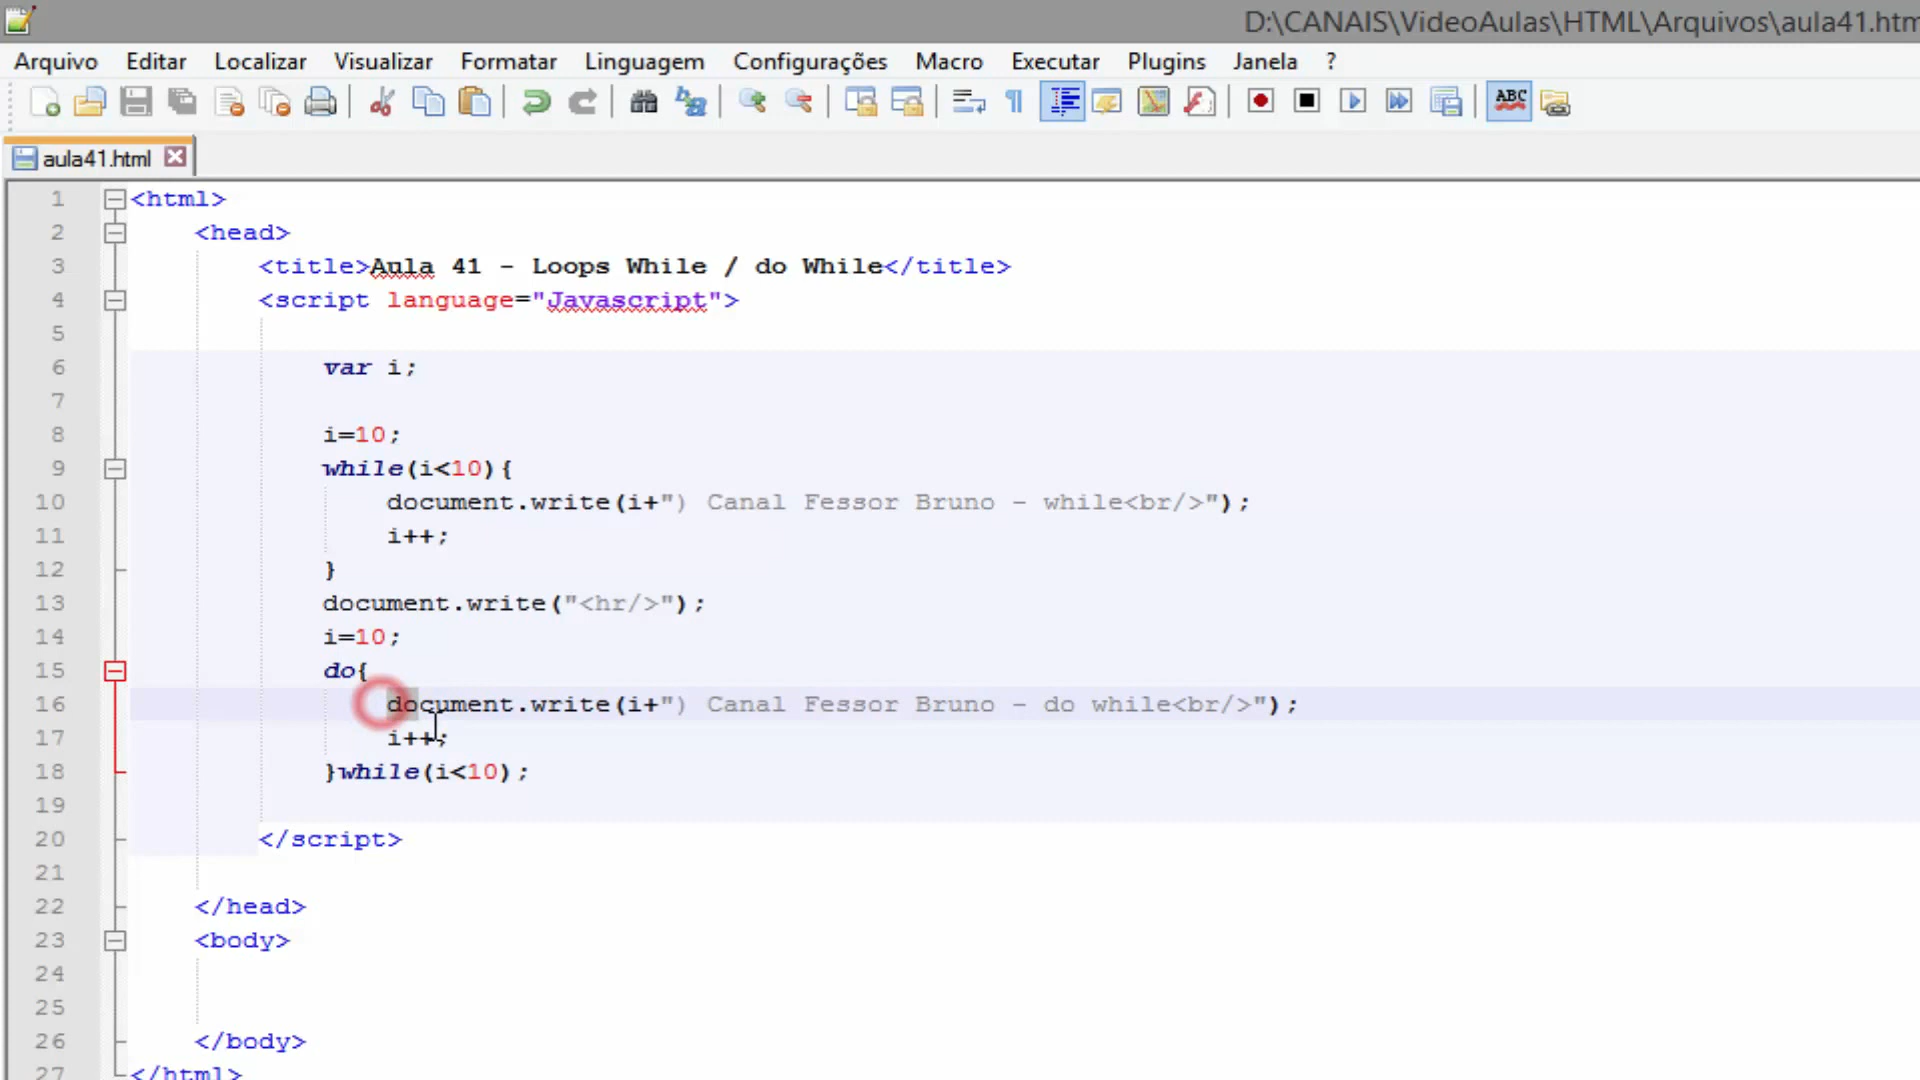 D:\CANAIS\VideoAulas\HTML\Arquivos\aula41.htm
Arquivo Editar Localizar Visualizar Formatar Linguagem Configurações Macro Executar Plugins Janela ?
ABC
aula41.html
1 <html>
2 <head>
3 <title>Aula 41 - Loops While / do While</title>
4 <script language="Javascript">
5
6 var i;
7
8 i=10;
9 while(i<10){
10 document.write(i+") Canal Fessor Bruno - while<br/>");
11 i++;
12 }
13 document.write("<hr/>");
14 i=10;
15 do{
16 document.write(i+") Canal Fessor Bruno - do while<br/>");
17 i++;
18 }while(i<10);
19
20 </script>
21
22 </head>
23 <body>
24
25
26 </body>
27 </html>